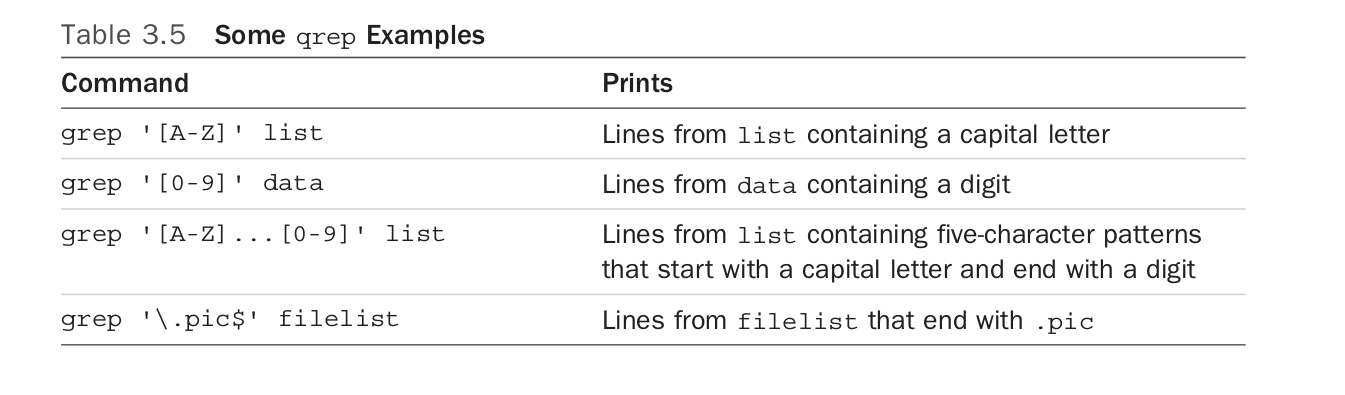 Table 3.5 Some qrep Examples
Command Prints
grep '[A-Z]' list Lines from list containing a capital letter
grep '[0-9]' data Lines from data containing a digit
grep '[A-Z]...[0-9]' list Lines from list containing five-character patterns
that start with a capital letter and end with a digit
grep '\.pic$' filelist Lines from filelist that end with .pic